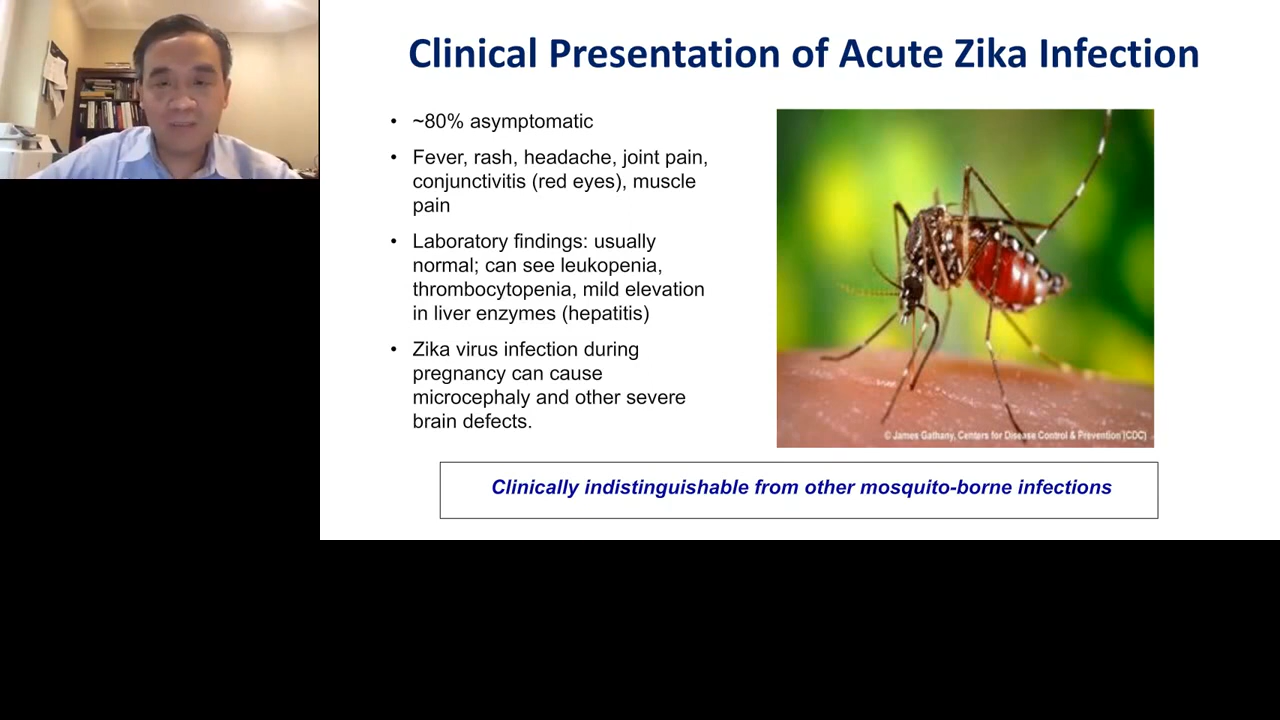 Clinical Presentation of Acute Zika Infection
• ~80% asymptomatic
• Fever, rash, headache, joint pain,
conjunctivitis (red eyes), muscle
pain
• Laboratory findings: usually
normal; can see leukopenia,
thrombocytopenia, mild elevation
in liver enzymes (hepatitis)
• Zika virus infection during
pregnancy can cause
microcephaly and other severe
brain defects.
© James Gathany, Centers for Disease Control & Prevention (CDC)
Clinically indistinguishable from other mosquito-borne infections